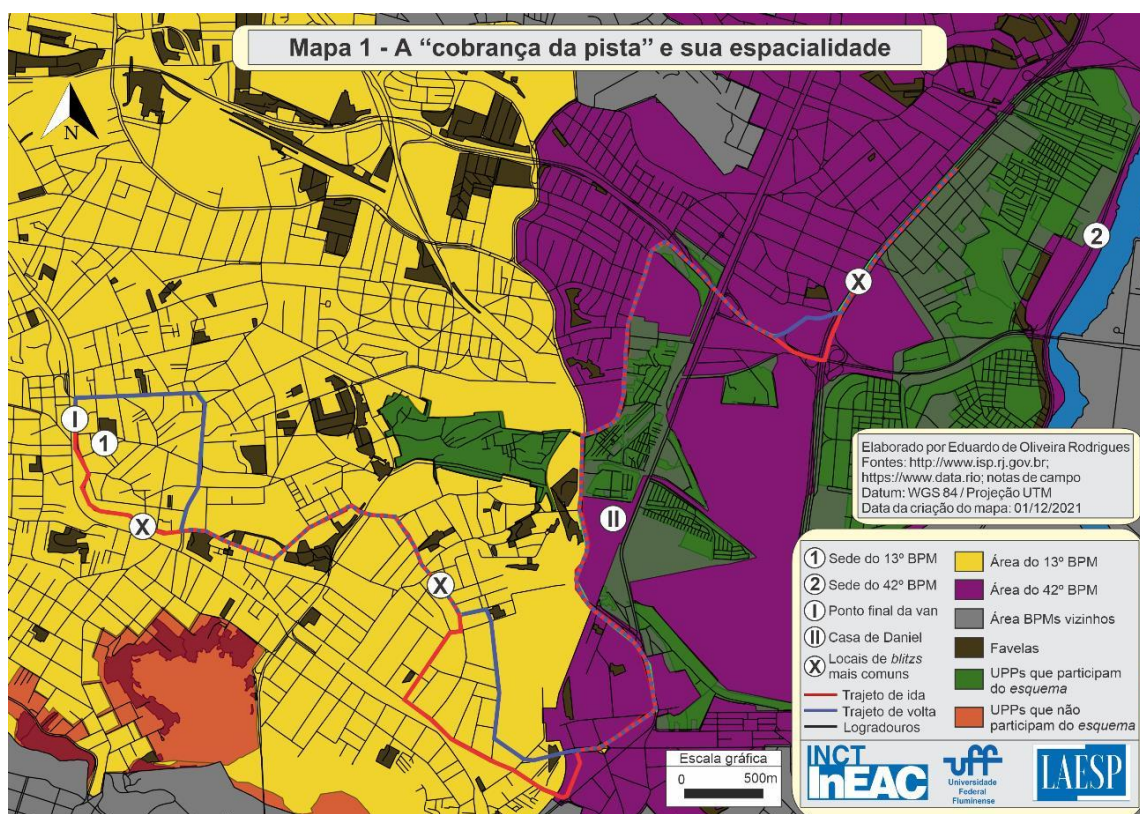 Mapa 1 - A “cobrança da pista” e sua espacialidade
N
I
1
X
X
II
X
2
Elaborado por Eduardo de Oliveira Rodrigues
Fontes: http://www.isp.rj.gov.br;
https://www.data.rio; notas de campo
Datum: WGS 84 / Projeção UTM
Data da criação do mapa: 01/12/2021
1 Sede do 13º BPM
2 Sede do 42º BPM
I Ponto final da van
II Casa de Daniel
X Locais de blitzs
mais comuns
Trajeto de ida
Trajeto de volta
Logradouros
Área do 13º BPM
Área do 42º BPM
Área BPMs vizinhos
Favelas
UPPs que participam
do esquema
UPPs que não
participam do esquema
Escala gráfica
0 500m
INCT
InEAC
uff
Universidade
Federal
Fluminense
LAESP